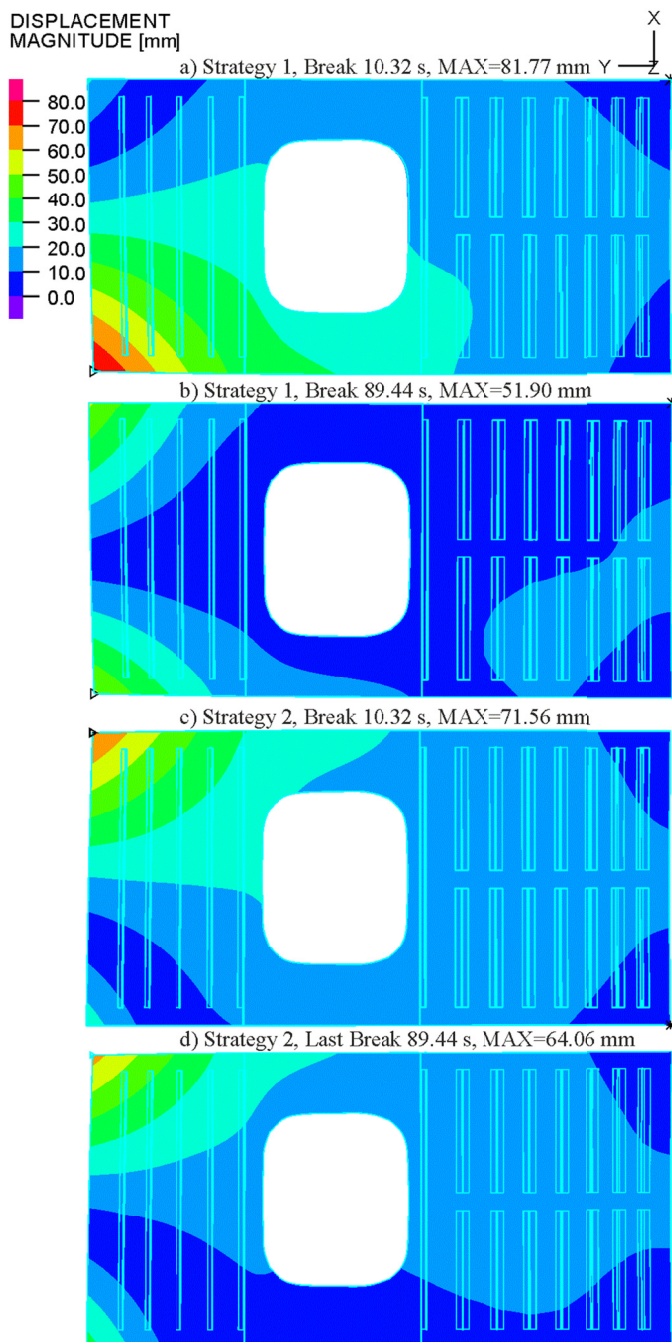 DISPLACEMENT
MAGNITUDE [mm]
X
Y
Z
a) Strategy 1, Break 10.32 s, MAX=81.77 mm
80.0
70.0
60.0
50.0
40.0
30.0
20.0
10.0
0.0
b) Strategy 1, Break 89.44 s, MAX=51.90 mm
c) Strategy 2, Break 10.32 s, MAX=71.56 mm
d) Strategy 2, Last Break 89.44 s, MAX=64.06 mm